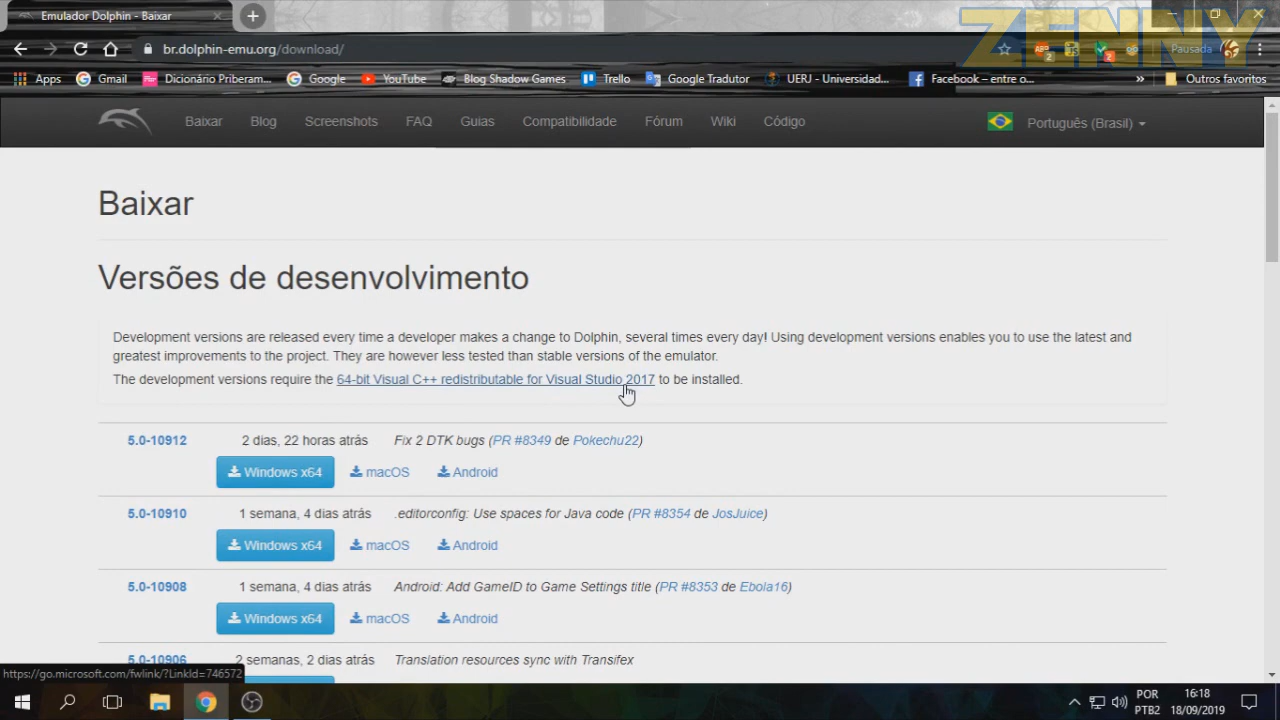 Emulador Dolphin - Baixar
ZENNY
br.dolphin-emu.org/download/
Pausada
Apps
Gmail
Dicionário Priberam...
Google
YouTube
Blog Shadow Games
Trello
Google Tradutor
UERJ - Universidad...
Facebook – entre o...
»
Outros favoritos
Baixar
Blog
Screenshots
FAQ
Guias
Compatibilidade
Fórum
Wiki
Código
Português (Brasil)
Baixar
Versões de desenvolvimento
Development versions are released every time a developer makes a change to Dolphin, several times every day! Using development versions enables you to use the latest and
greatest improvements to the project. They are however less tested than stable versions of the emulator.
The development versions require the 64-bit Visual C++ redistributable for Visual Studio 2017 to be installed.
5.0-10912 2 dias, 22 horas atrás Fix 2 DTK bugs (PR #8349 de Pokechu22)
Windows x64 macOS Android
5.0-10910 1 semana, 4 dias atrás .editorconfig: Use spaces for Java code (PR #8354 de JosJuice)
Windows x64 macOS Android
5.0-10908 1 semana, 4 dias atrás Android: Add GameID to Game Settings title (PR #8353 de Ebola16)
Windows x64 macOS Android
5.0-10906 2 semanas, 2 dias atrás Translation resources sync with Transifex
https://go.microsoft.com/fwlink/?LinkId=746572
POR
PTB2
16:18
18/09/2019